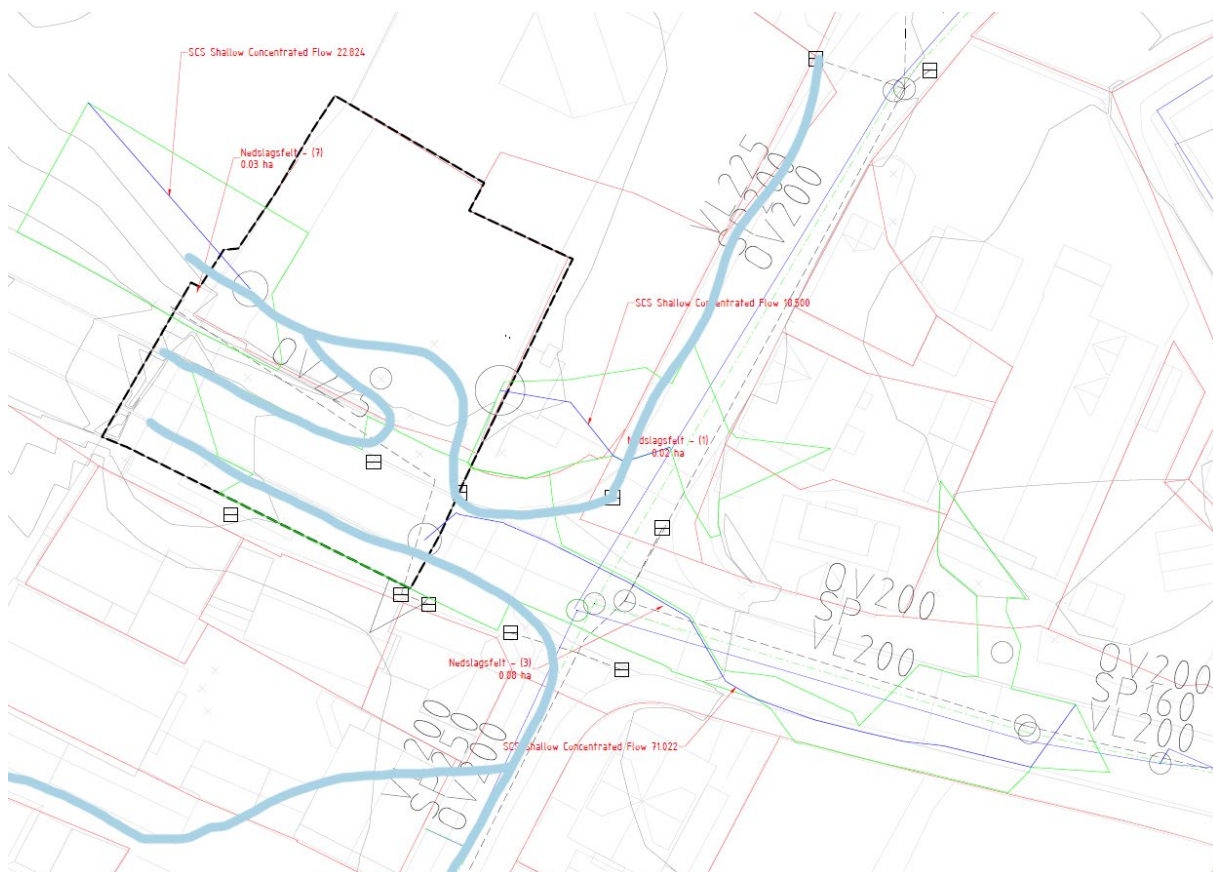 SCS Shallow Concentrated Flow 22.824
Nedslagsfelt - (7)
0.03 ha
VL225
SP200
OV200
SCS Shallow Concentrated Flow 18.500
OV225
Nedslagsfelt - (1)
0.02 ha
OV200
SP
VL200
OV200
SP160
VL200
Nedslagsfelt - (3)
0.08 ha
SCS Shallow Concentrated Flow 71.022
VL200
SP250
OV200